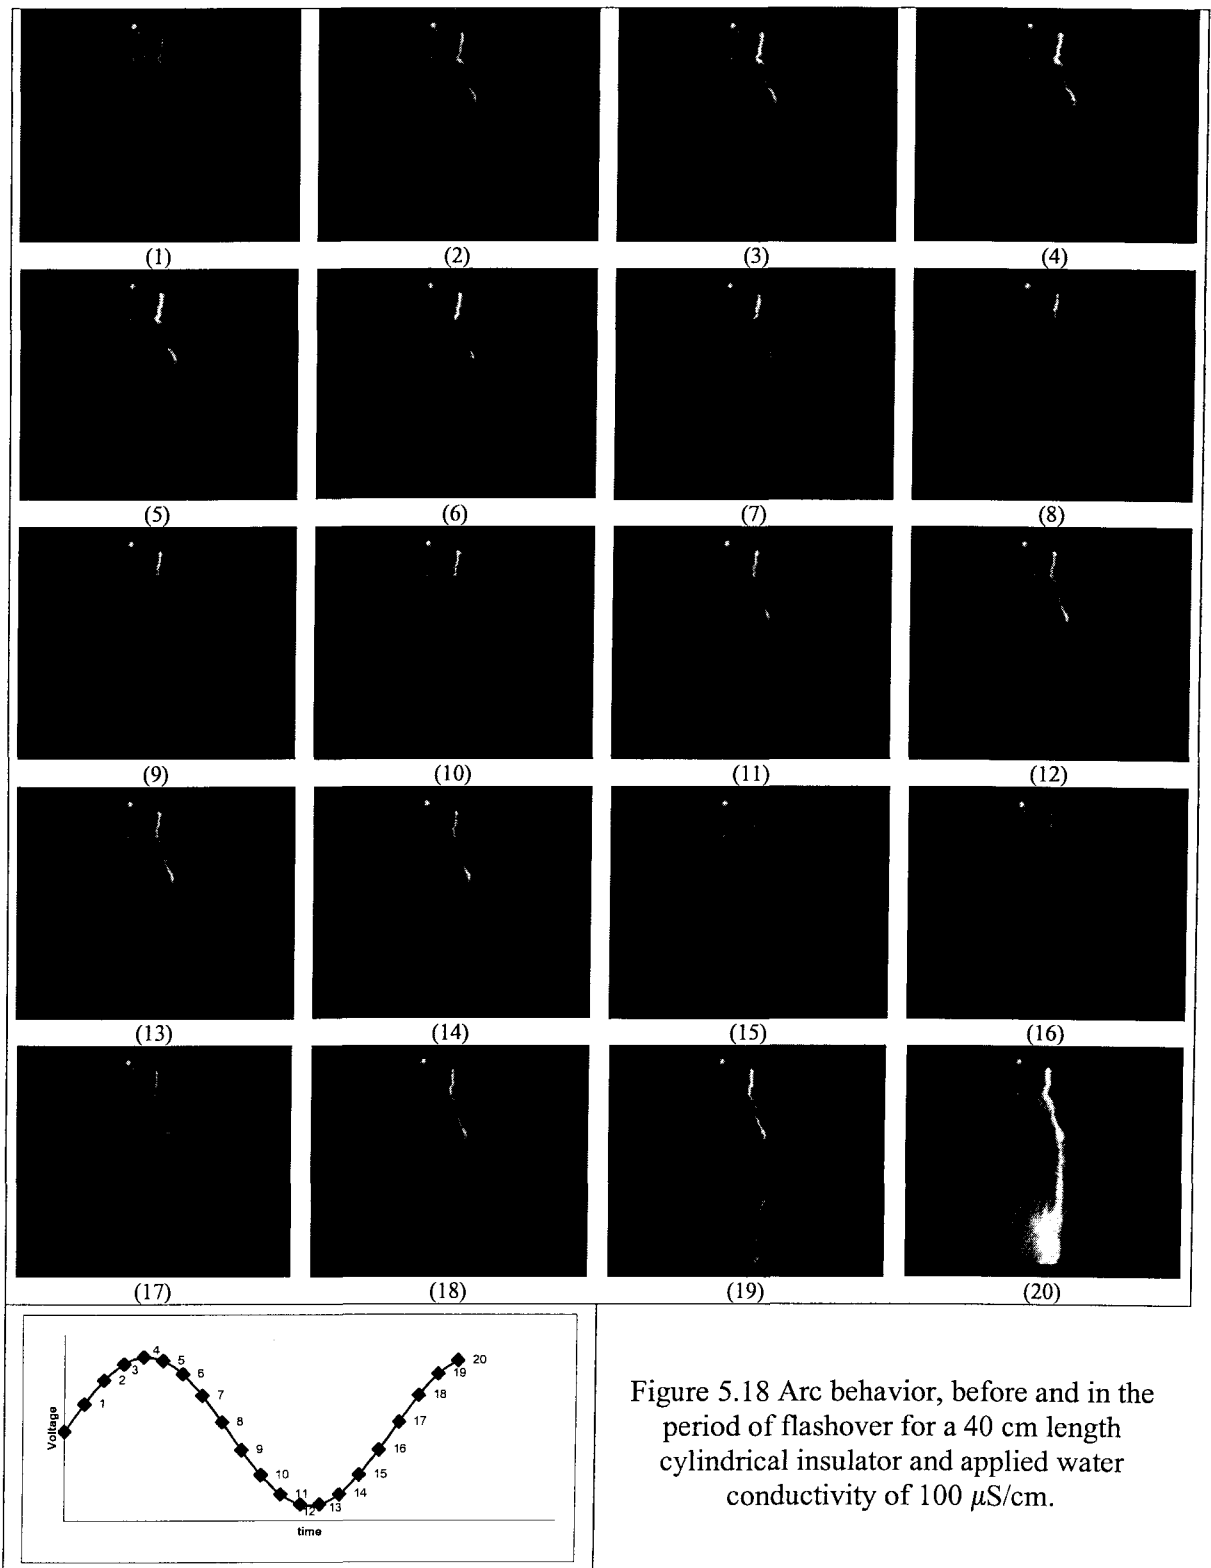 (1) (2) (3) (4)
(5) (6) (7) (8)
(9) (10) (11) (12)
(13) (14) (15) (16)
(17) (18) (19) (20)
Voltage
1
2
3
4
5
6
7
8
9
10
11
12
13
14
15
16
17
18
19
20
time
Figure 5.18 Arc behavior, before and in the
period of flashover for a 40 cm length
cylindrical insulator and applied water
conductivity of 100 μS/cm.